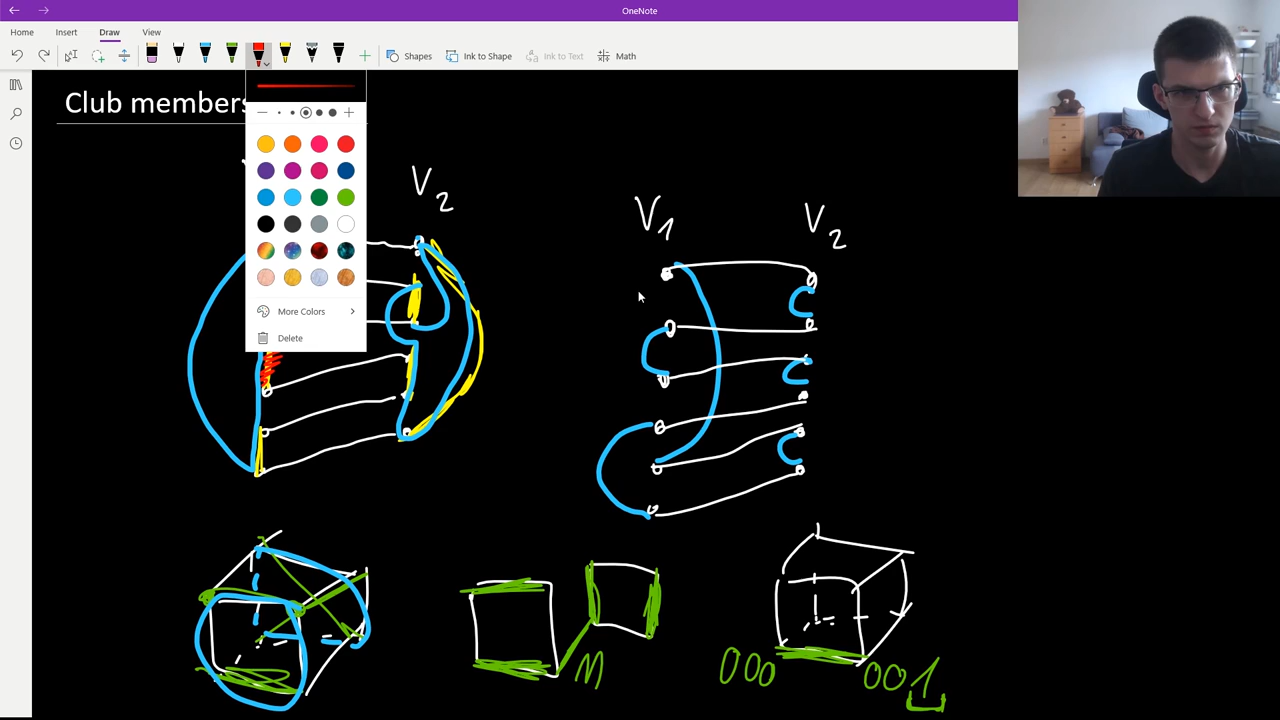 OneNote
Home Insert Draw View
Shapes Ink to Shape Ink to Text Math
Club members
More Colors
Delete
V2
V1 V2
M
000 001